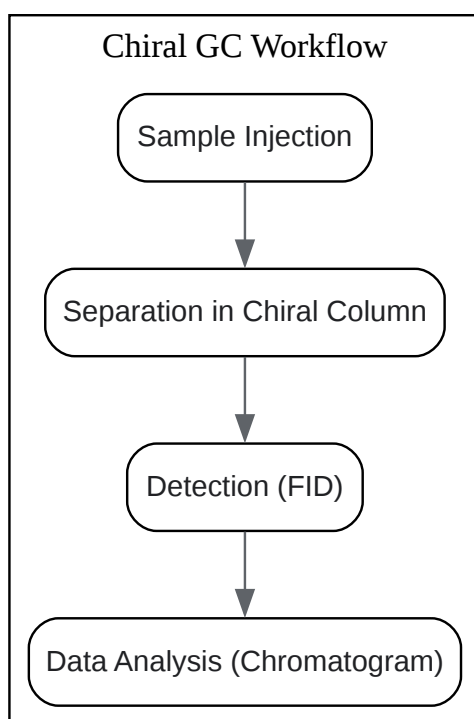 Chiral GC Workflow
Sample Injection
Separation in Chiral Column
Detection (FID)
Data Analysis (Chromatogram)